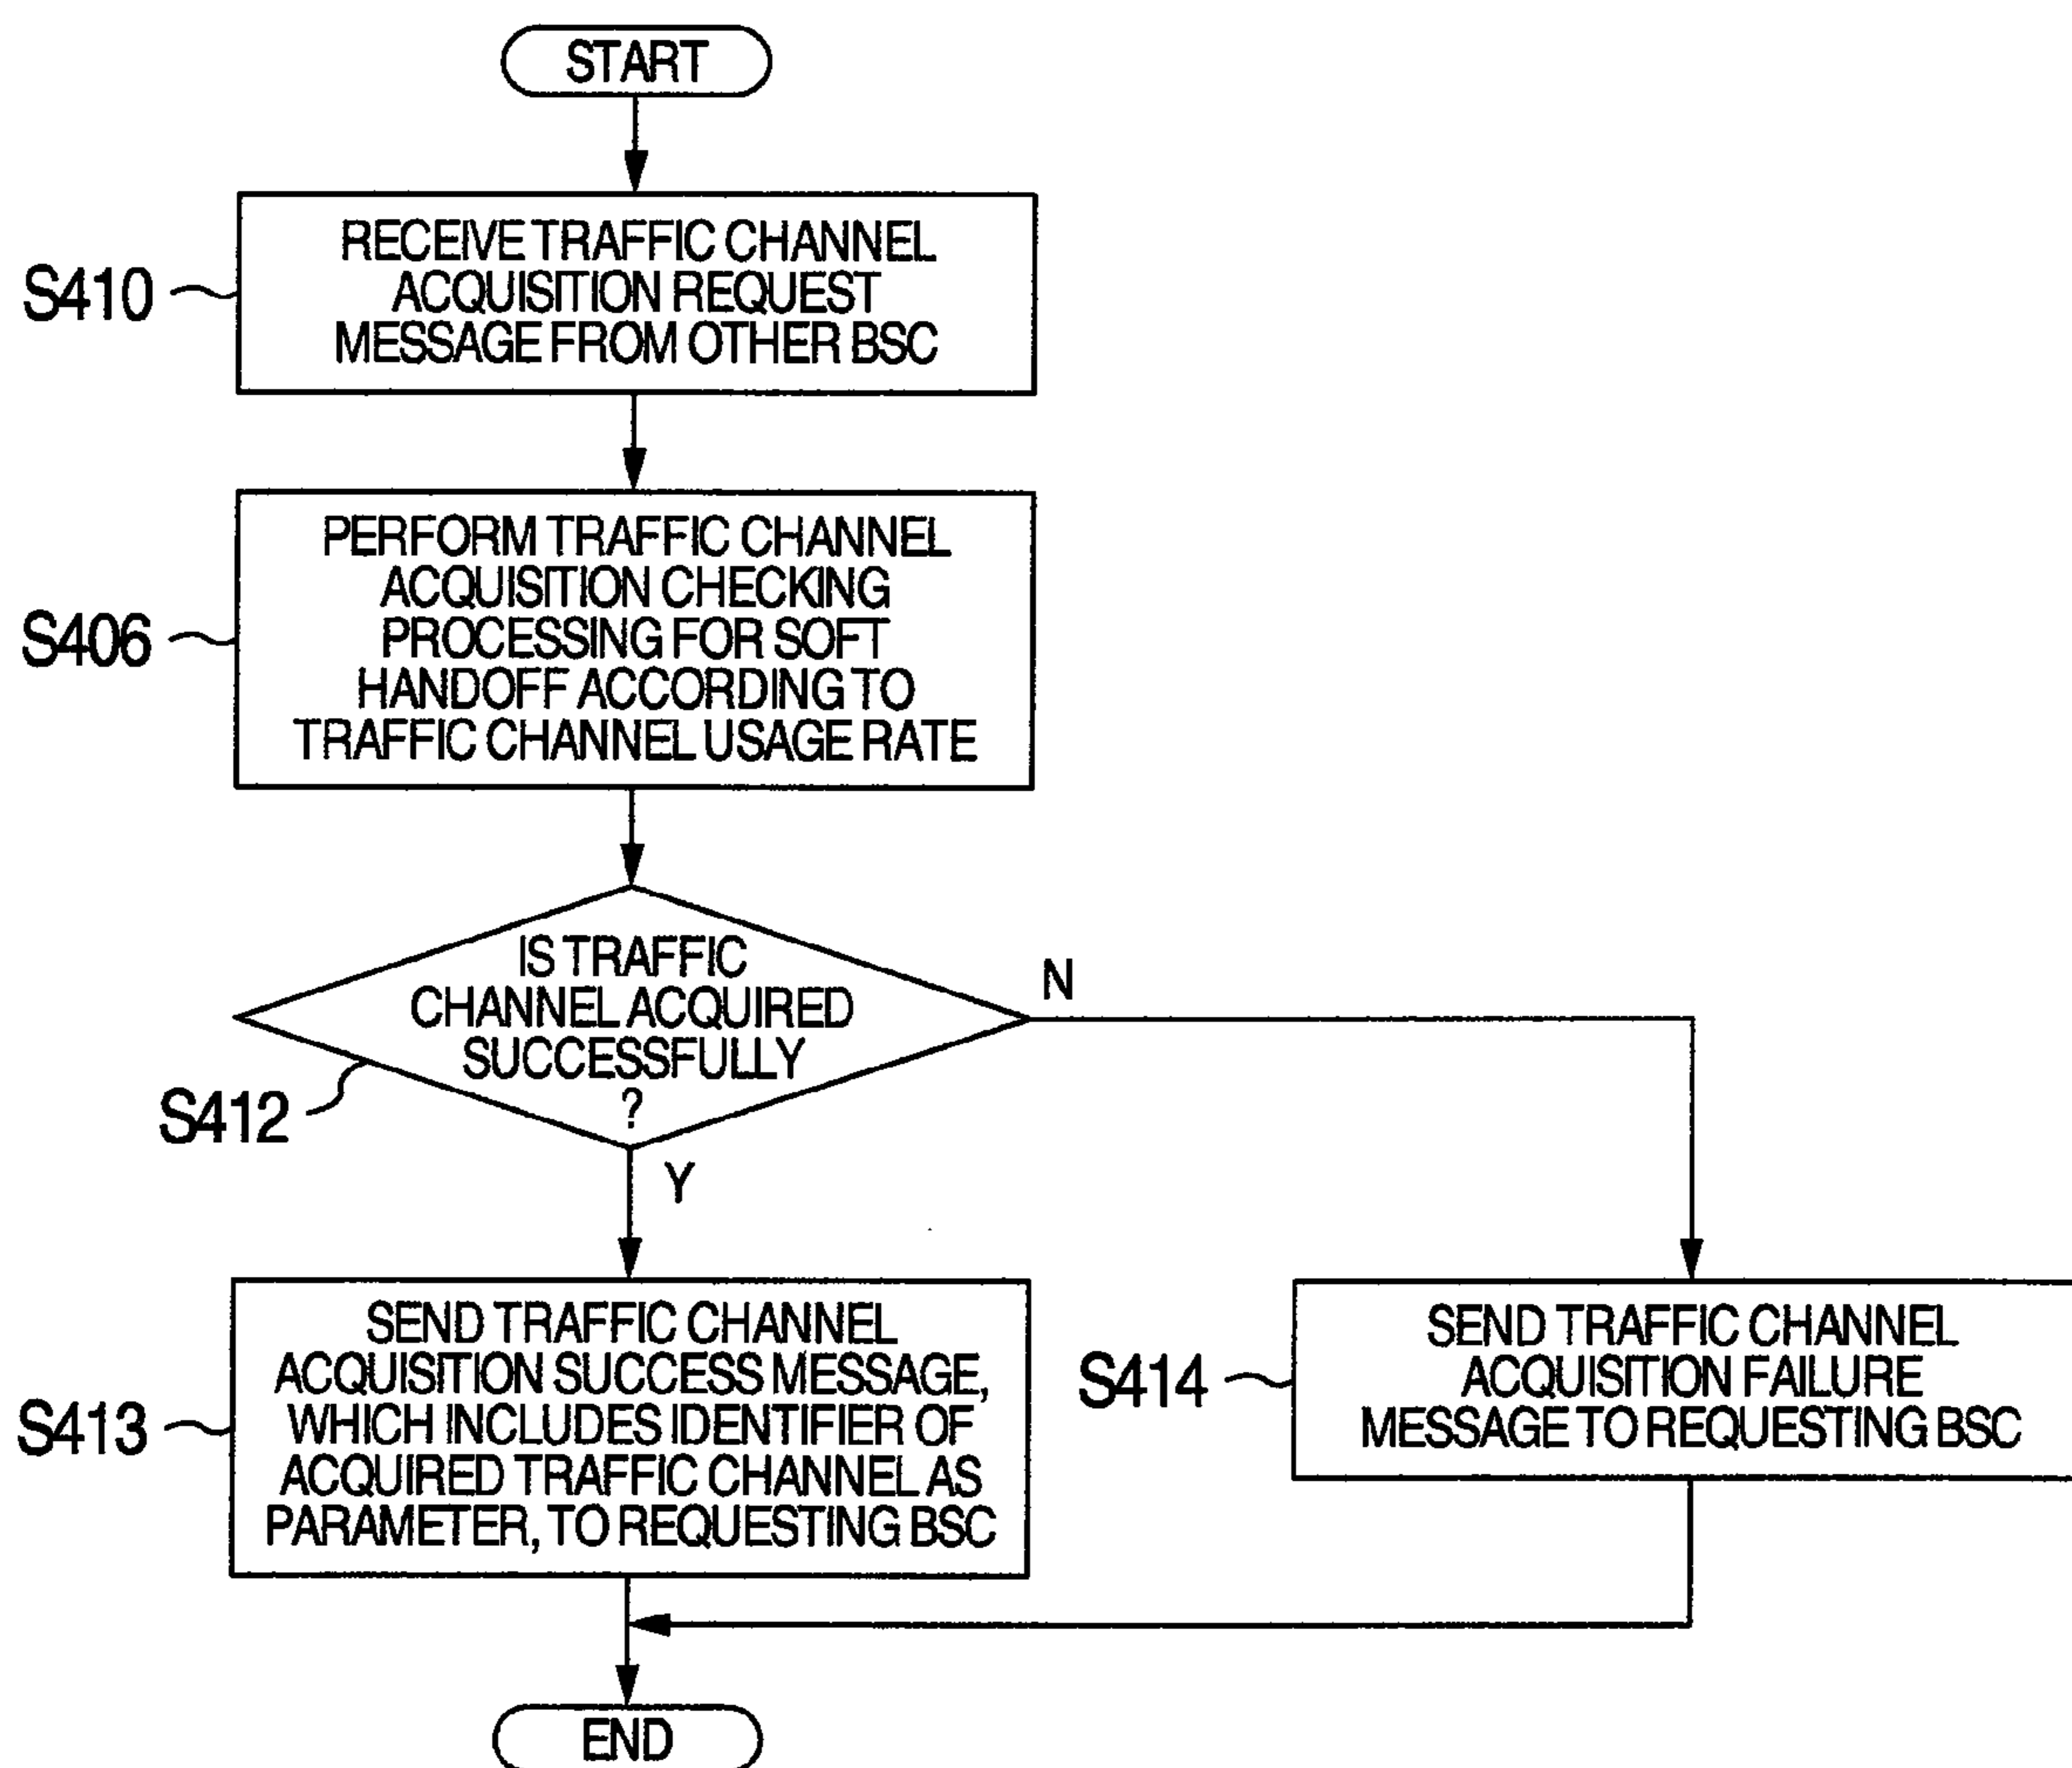 START
S410
RECEIVE TRAFFIC CHANNEL
ACQUISITION REQUEST
MESSAGE FROM OTHER BSC
S406
PERFORM TRAFFIC CHANNEL
ACQUISITION CHECKING
PROCESSING FOR SOFT
HANDOFF ACCORDING TO
TRAFFIC CHANNEL USAGE RATE
S412
IS TRAFFIC
CHANNEL ACQUIRED
SUCCESSFULLY
?
N
Y
S413
SEND TRAFFIC CHANNEL
ACQUISITION SUCCESS MESSAGE,
WHICH INCLUDES IDENTIFIER OF
ACQUIRED TRAFFIC CHANNEL AS
PARAMETER, TO REQUESTING BSC
S414
SEND TRAFFIC CHANNEL
ACQUISITION FAILURE
MESSAGE TO REQUESTING BSC
END